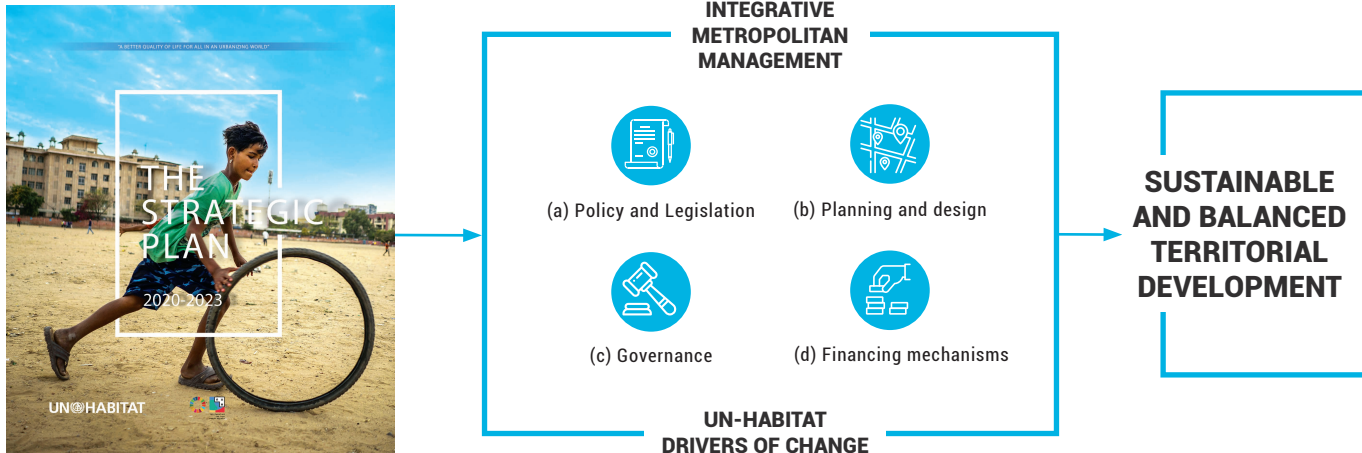 "A BETTER QUALITY OF LIFE FOR ALL IN AN URBANIZING WORLD"
THE
STRATEGIC
PLAN
2020-2023
UN HABITAT
INTEGRATIVE
METROPOLITAN
MANAGEMENT
(a) Policy and Legislation
(b) Planning and design
(c) Governance
(d) Financing mechanisms
UN-HABITAT
DRIVERS OF CHANGE
SUSTAINABLE
AND BALANCED
TERRITORIAL
DEVELOPMENT